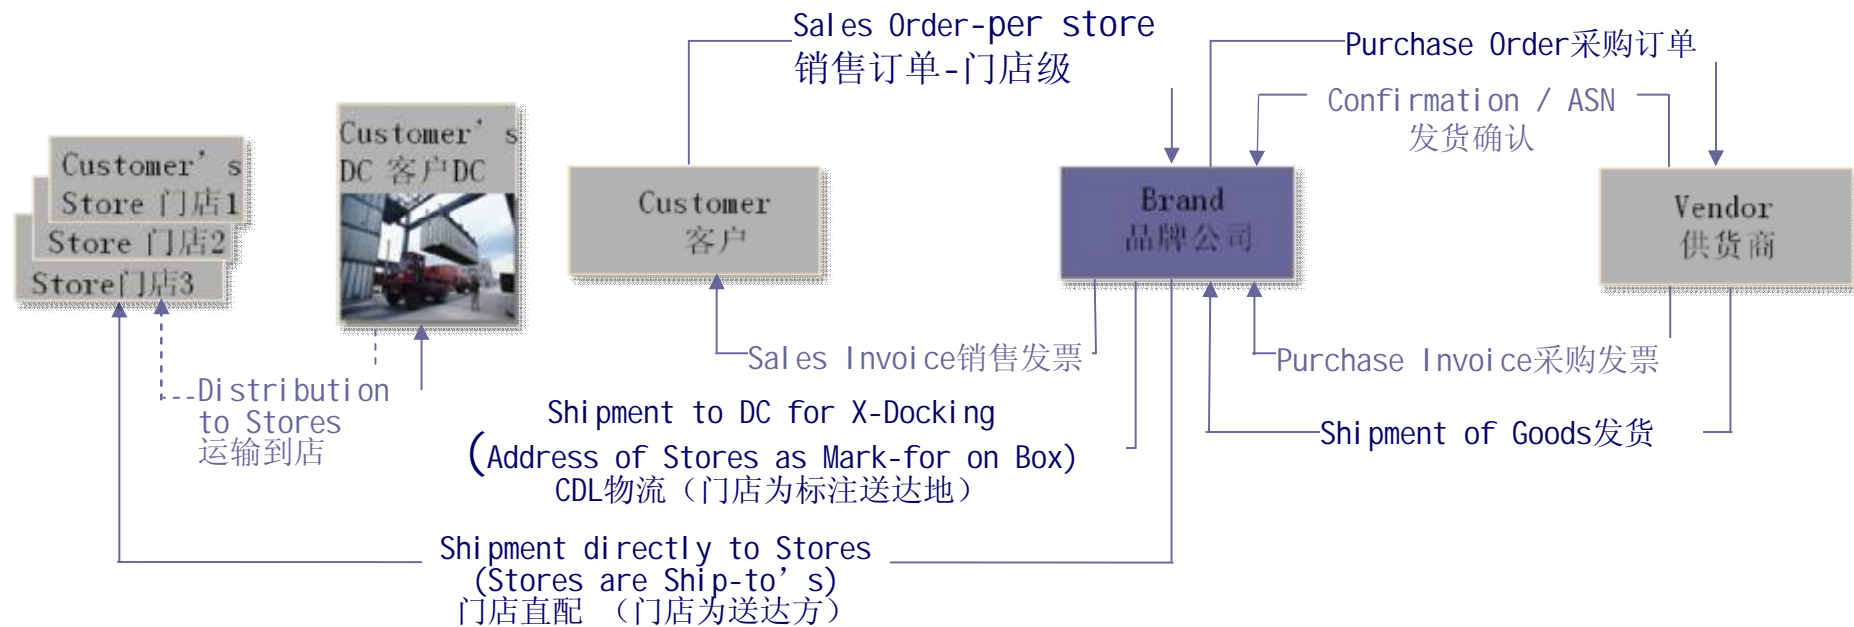 Sales Order-per store
销售订单-门店级
Purchase Order采购订单
Confirmation / ASN
发货确认
Customer's
Store 门店1
Store 门店2
Store门店3
Customer's
DC 客户DC
Customer
客户
Brand
品牌公司
Vendor
供货商
Sales Invoice销售发票
Purchase Invoice采购发票
Distribution
to Stores
运输到店
Shipment to DC for X-Docking
(Address of Stores as Mark-for on Box)
CDL物流（门店为标注送达地）
Shipment of Goods发货
Shipment directly to Stores
(Stores are Ship-to's)
门店直配 （门店为送达方）